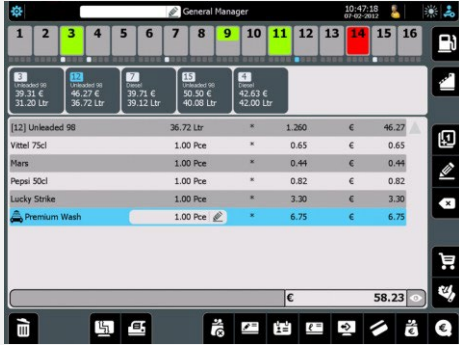 General Manager
10:47:18
07-02-2012
1 2 3 4 5 6 7 8 9 10 11 12 13 14 15 16
3
Unleaded 98
39.31 €
31.20 Ltr
12
Unleaded 98
46.27 €
36.72 Ltr
7
Diesel
39.71 €
39.12 Ltr
15
Unleaded 98
50.50 €
40.08 Ltr
4
Diesel
42.63 €
42.00 Ltr
[12] Unleaded 98 36.72 Ltr * 1.260 € 46.27
Vittel 75cl 1.00 Pce * 0.65 € 0.65
Mars 1.00 Pce * 0.44 € 0.44
Pepsi 50cl 1.00 Pce * 0.82 € 0.82
Lucky Strike 1.00 Pce * 3.30 € 3.30
Premium Wash 1.00 Pce * 6.75 € 6.75
€ 58.23